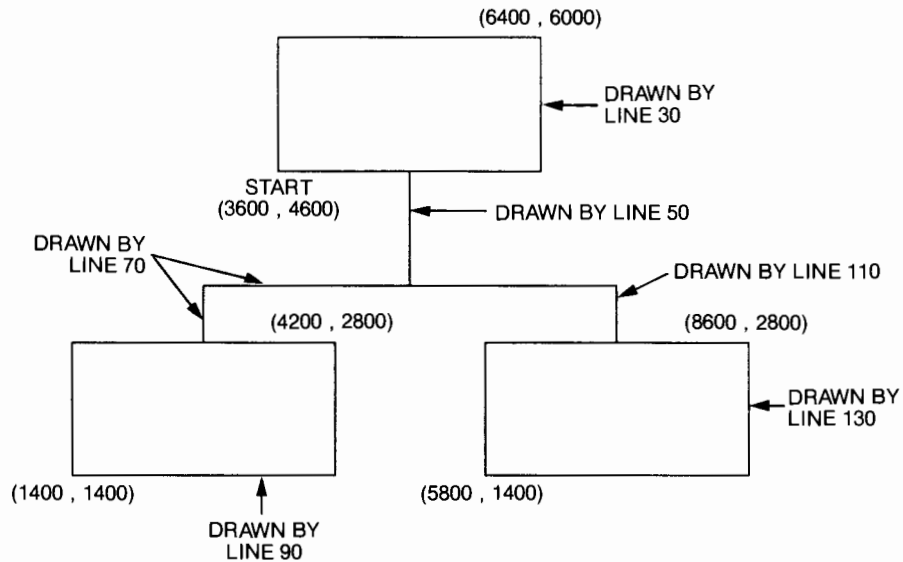 (6400 , 6000)
DRAWN BY
LINE 30
START
(3600 , 4600)
DRAWN BY LINE 50
DRAWN BY
LINE 70
DRAWN BY LINE 110
(4200 , 2800)
(8600 , 2800)
DRAWN BY
LINE 130
(1400 , 1400)
(5800 , 1400)
DRAWN BY
LINE 90